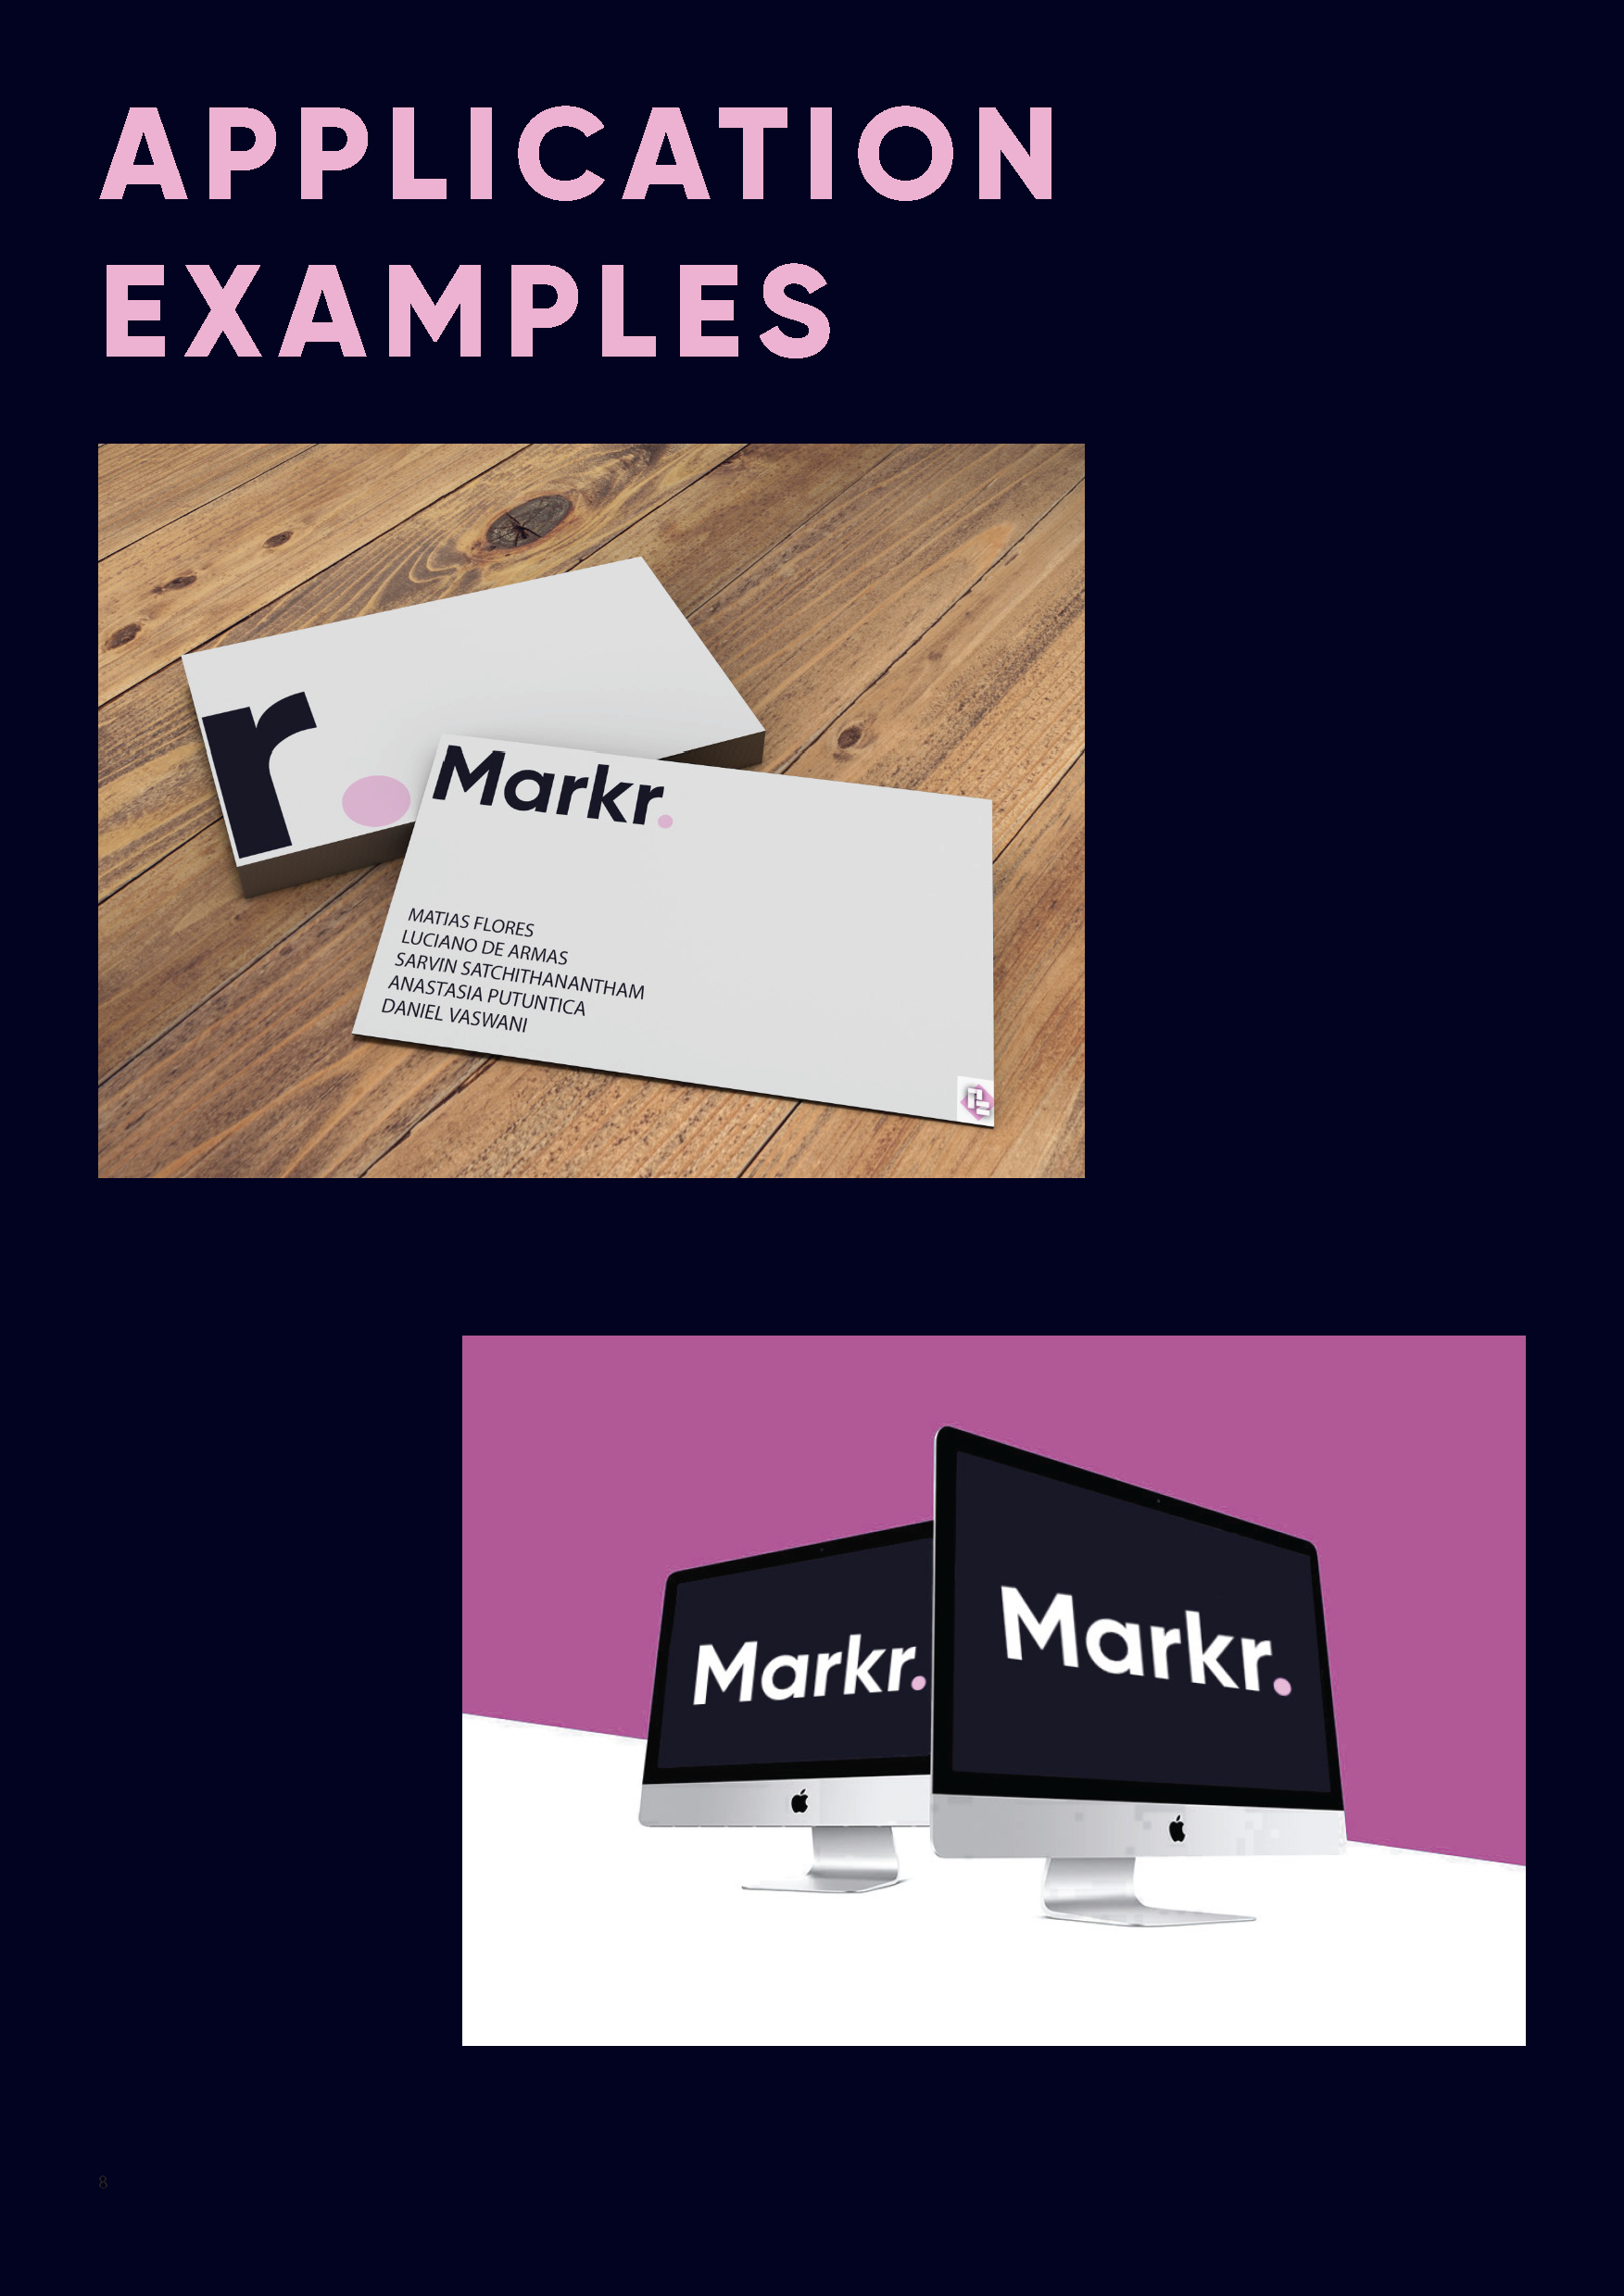 APPLICATION
EXAMPLES
r.
Markr.
MATIAS FLORES
LUCIANO DE ARMAS
SARVIN SATCHITHANANTHAM
ANASTASIA PUTUNTICA
DANIEL VASWANI
Markr.
Markr.
8